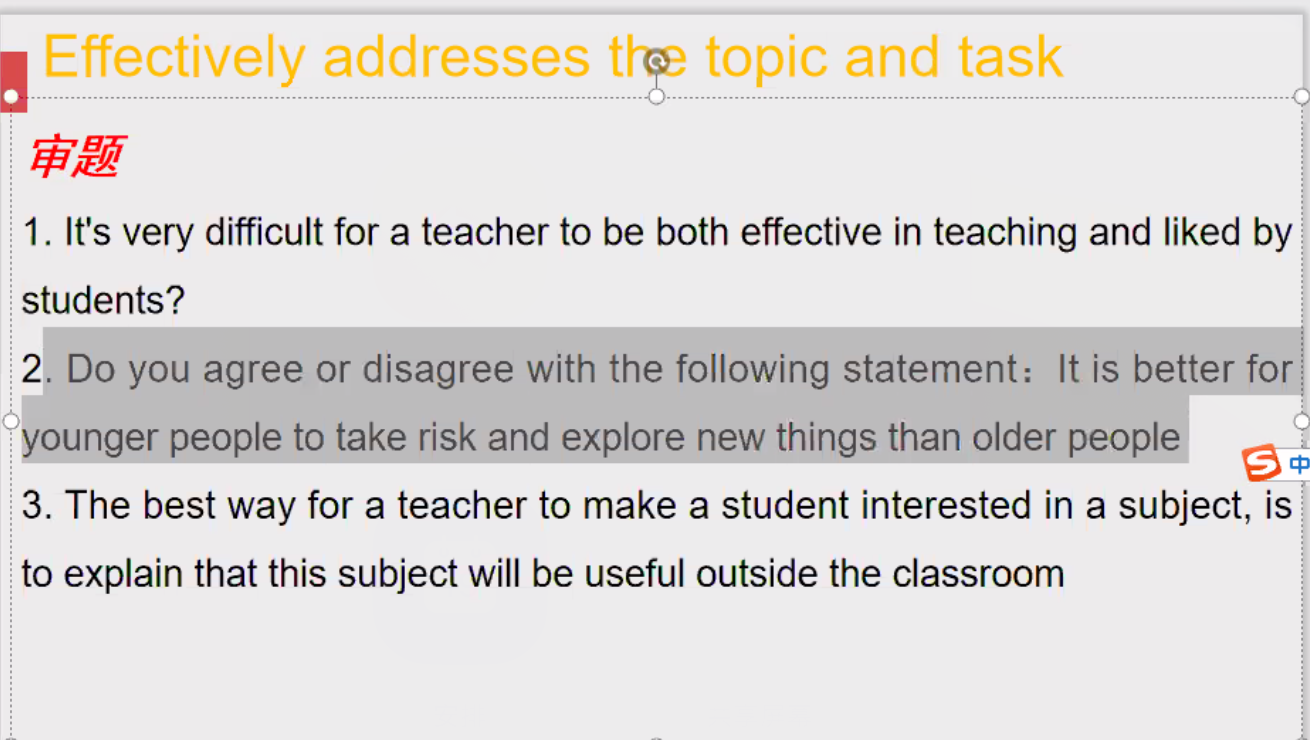 Effectively addresses the topic and task
审题
1. It's very difficult for a teacher to be both effective in teaching and liked by
students?
2. Do you agree or disagree with the following statement：It is better for
younger people to take risk and explore new things than older people
中
3. The best way for a teacher to make a student interested in a subject, is
to explain that this subject will be useful outside the classroom